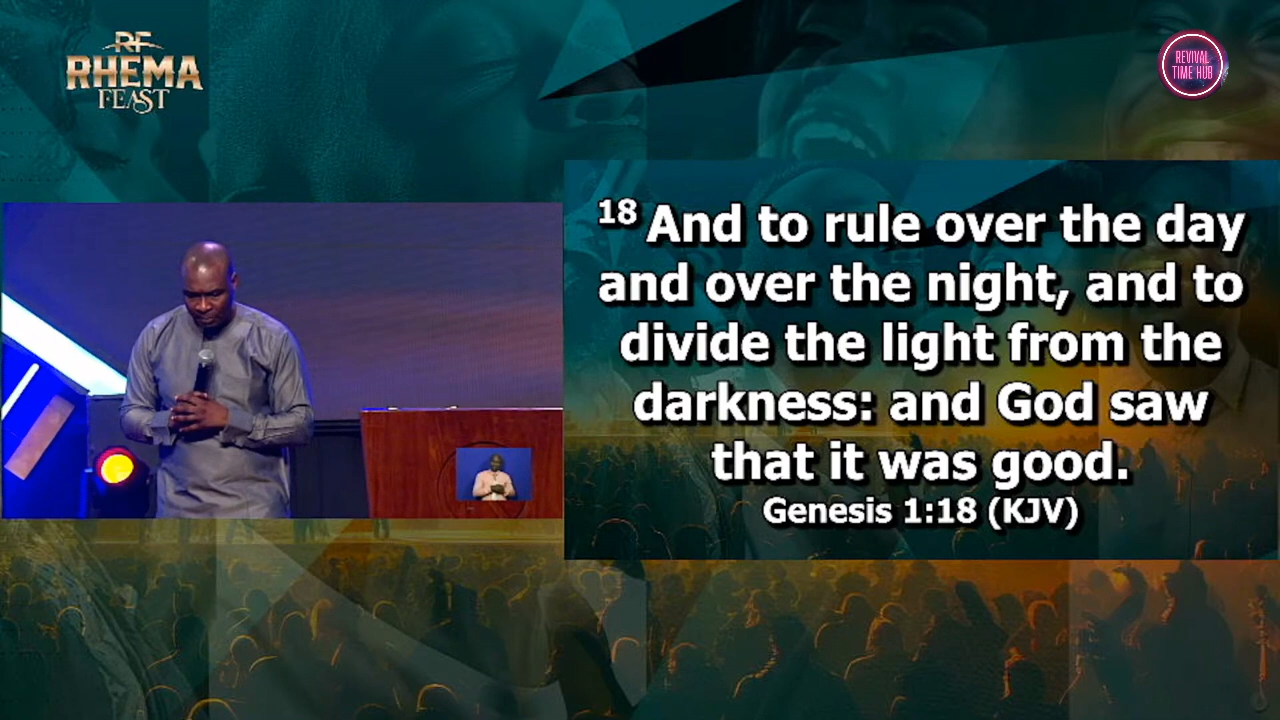 RF
RHEMA
FEAST
REVIVAL
TIME HUB
18 And to rule over the day
and over the night, and to
divide the light from the
darkness: and God saw
that it was good.
Genesis 1:18 (KJV)